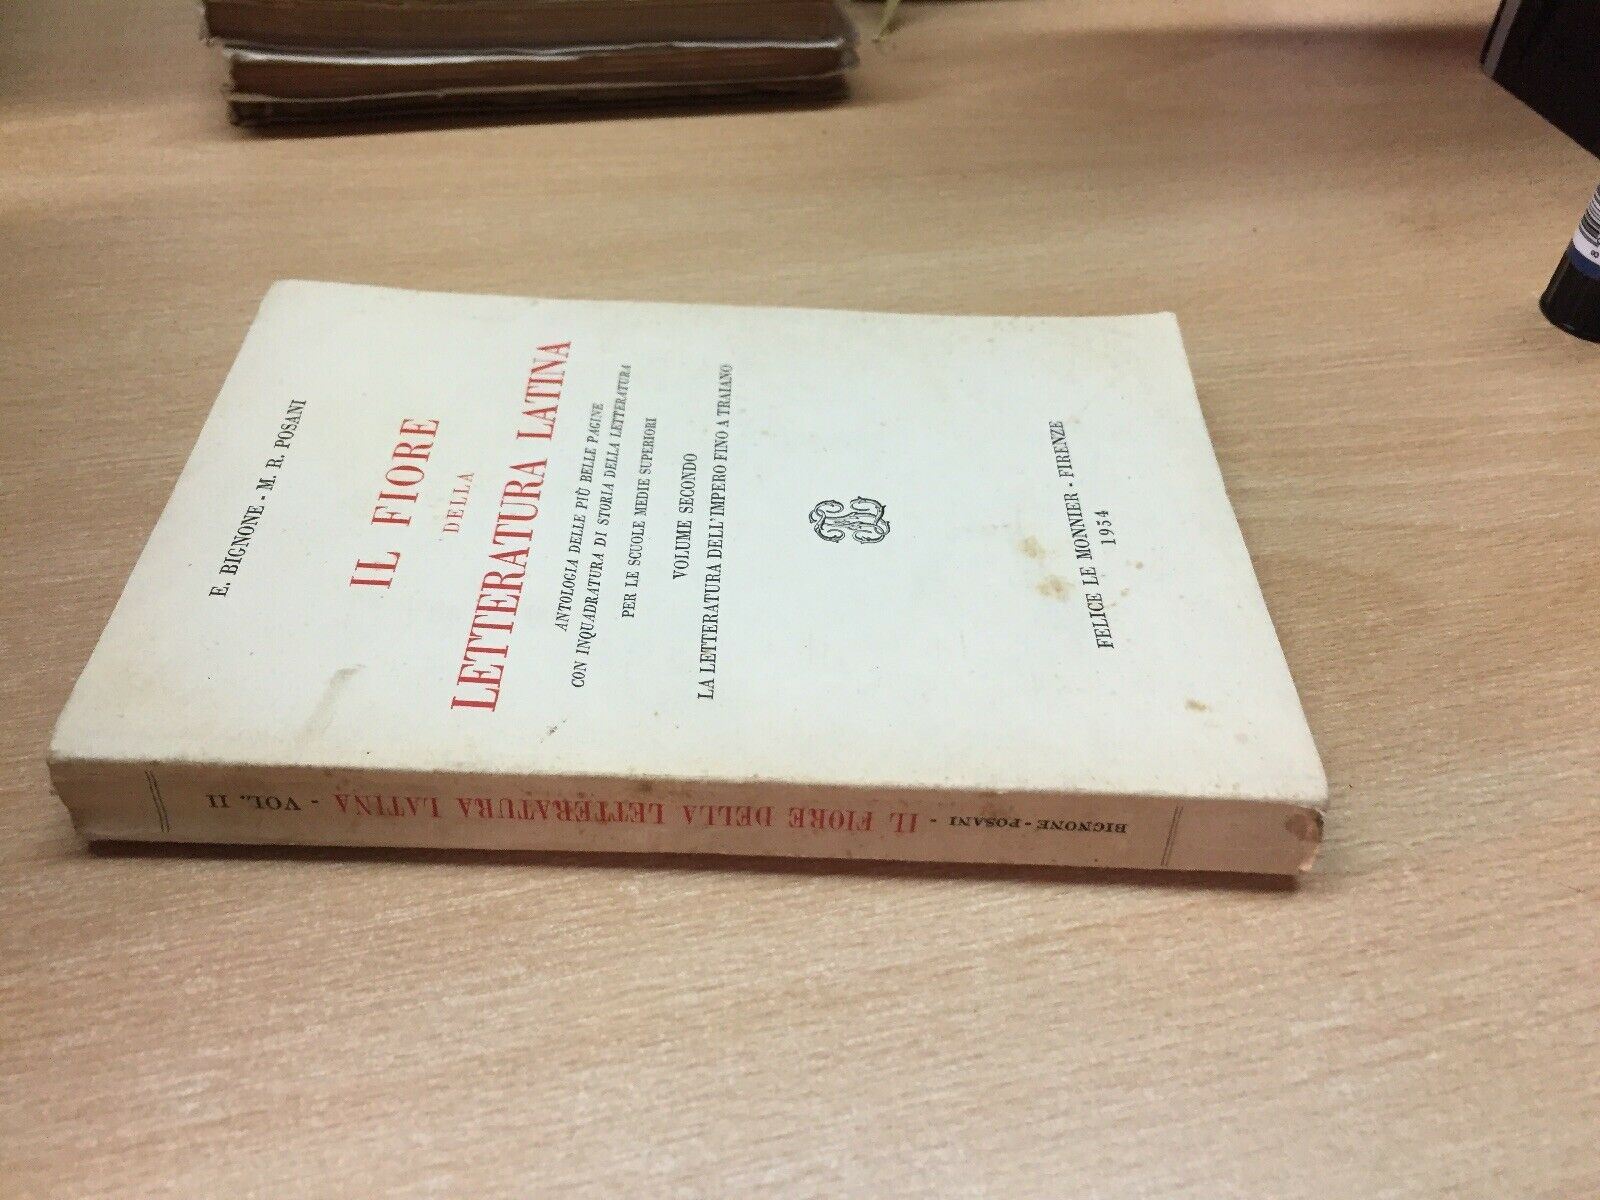 E. BIGNONE - M. R. POSANI
IL FIORE
DELLA
LETTERATURA LATINA
ANTOLOGIA DELLE PIÙ BELLE PAGINE
CON INQUADRATURA DI STORIA DELLA LETTERATURA
PER LE SCUOLE MEDIE SUPERIORI
VOLUME SECONDO
LA LETTERATURA DELL'IMPERO FINO A TRAIANO
FELICE LE MONNIER - FIRENZE
1954
BIGNONE - POSANI - IL FIORE DELLA LETTERATURA LATINA - VOL. II
8